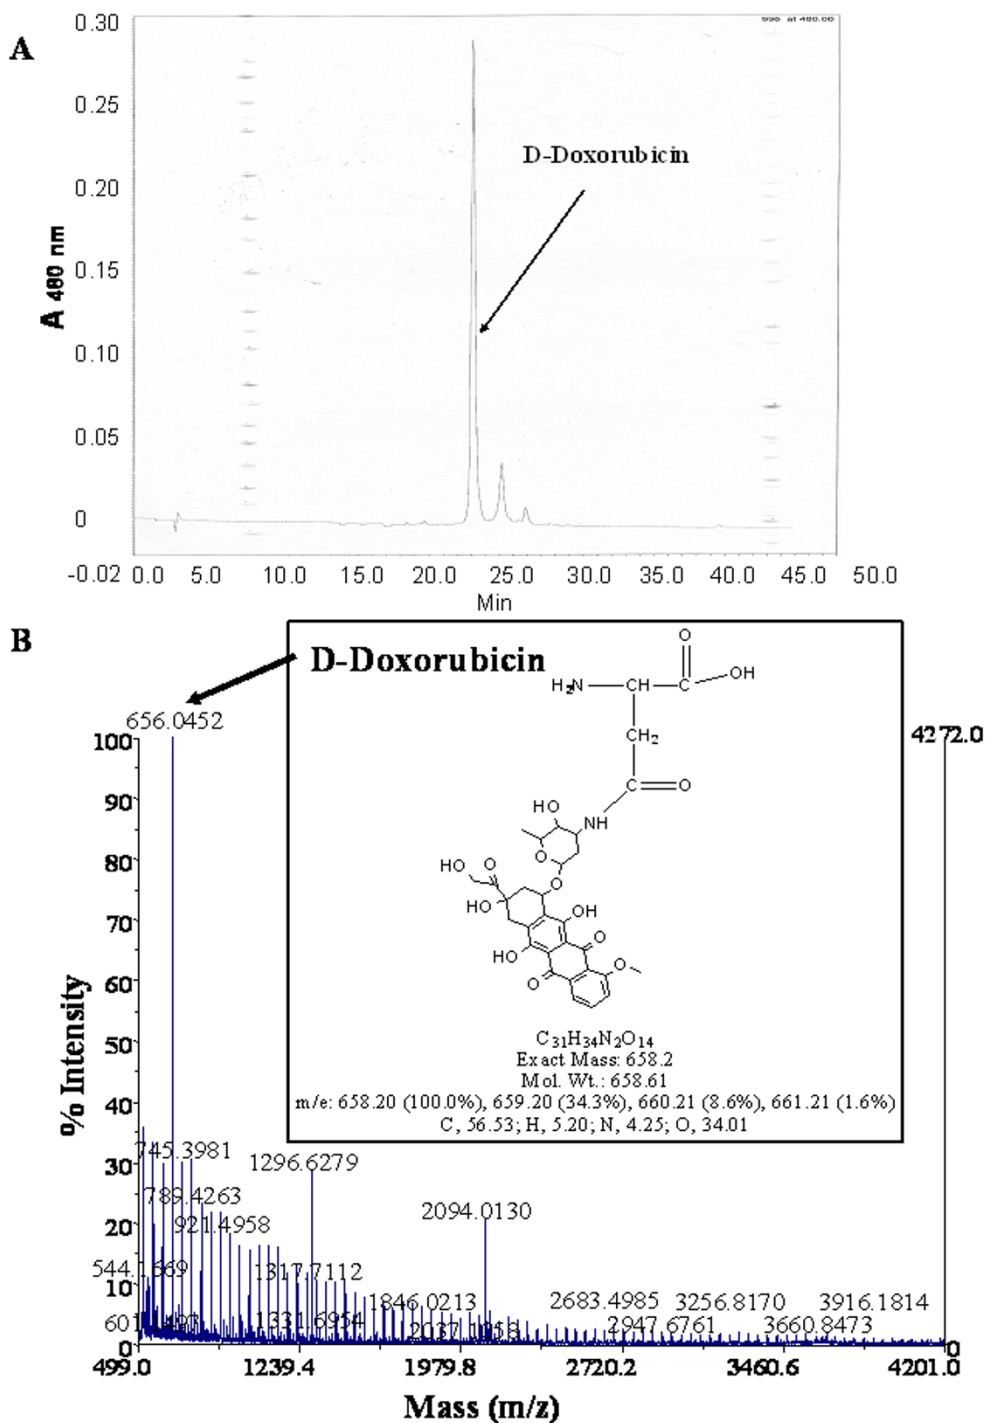 A
0.30
0.25
0.20
0.15
0.10
0.05
0
-0.02
A 480 nm
at 480.00
D-Doxorubicin
0.0 5.0 10.0 15.0 20.0 25.0 30.0 35.0 40.0 45.0 50.0
Min
B
D-Doxorubicin
656.0452
4272.0
O
OH
H₂N CH C
CH₂
C O
HO
NH
O
HO O
O
HO
OH
O
HO
O
O
C₃₁H₃₄N₂O₁₄
Exact Mass: 658.2
Mol. Wt.: 658.61
m/e: 658.20 (100.0%), 659.20 (34.3%), 660.21 (8.6%), 661.21 (1.6%)
C, 56.53; H, 5.20; N, 4.25; O, 34.01
100
90
80
70
60
50
40
30
20
10
0
% Intensity
745.3981
1296.6279
789.4263
2094.0130
921.4958
1317.7112
1846.0213
2683.4985 3256.8170 3916.1814
1331.6954
2947.6761 3660.8473
0
499.0 1239.4 1979.8 2720.2 3460.6 4201.0
Mass (m/z)